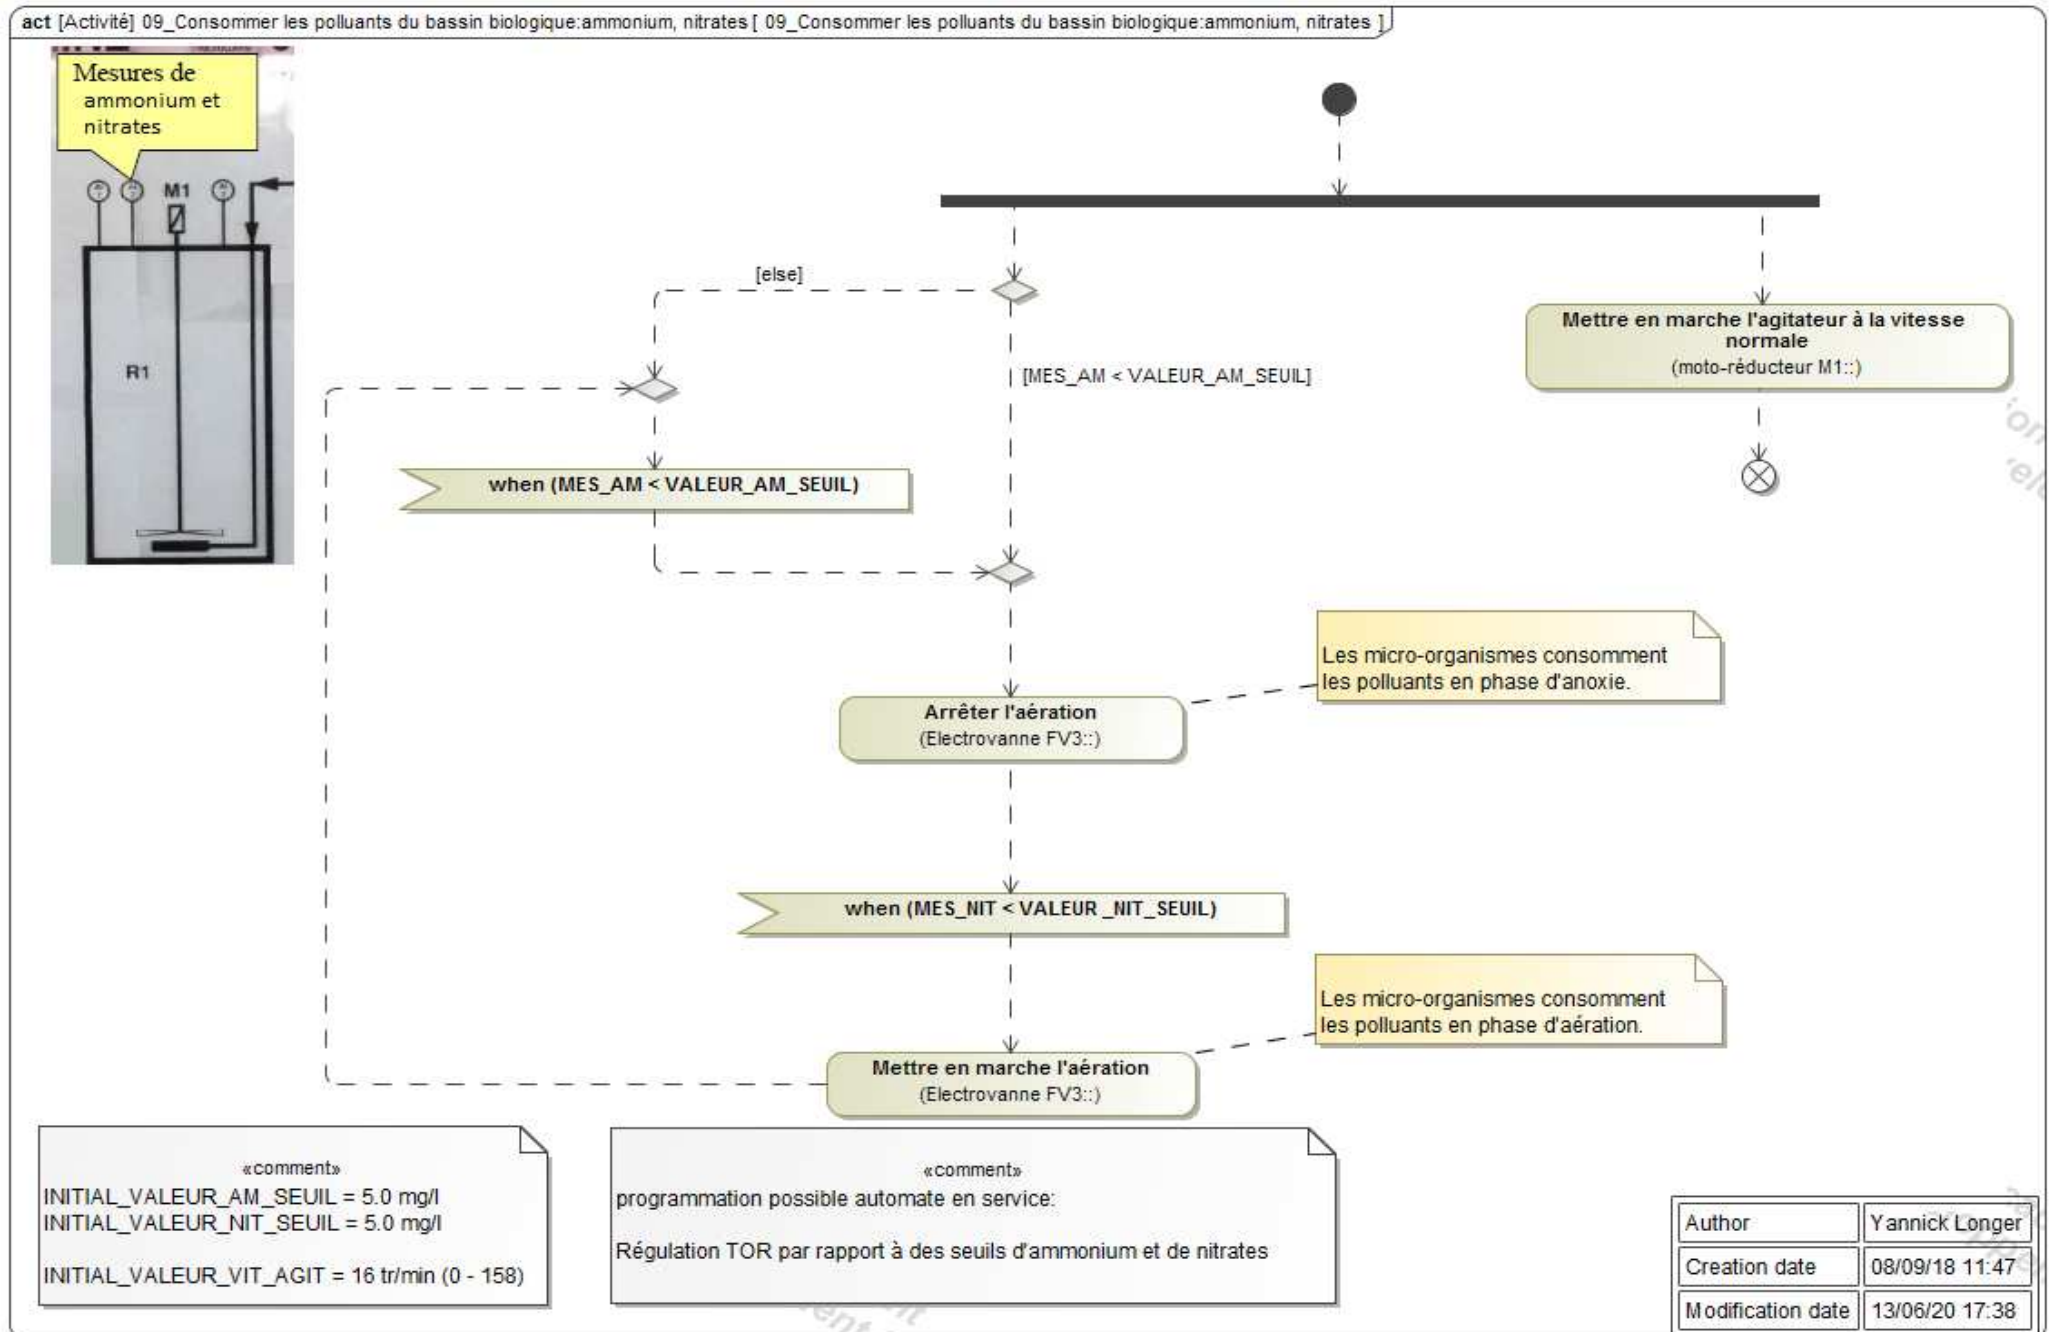 act [Activité] 09_Consommer les polluants du bassin biologique:ammonium, nitrates [ 09_Consommer les polluants du bassin biologique:ammonium, nitrates ]
Mesures de
ammonium et
nitrates
M1
R1
[else]
[MES_AM < VALEUR_AM_SEUIL]
Mettre en marche l'agitateur à la vitesse
normale
(moto-réducteur M1::)
when (MES_AM < VALEUR_AM_SEUIL)
Les micro-organismes consomment
les polluants en phase d'anoxie.
Arrêter l'aération
(Electrovanne FV3::)
when (MES_NIT < VALEUR _NIT_SEUIL)
Les micro-organismes consomment
les polluants en phase d'aération.
Mettre en marche l'aération
(Electrovanne FV3::)
«comment»
INITIAL_VALEUR_AM_SEUIL = 5.0 mg/l
INITIAL_VALEUR_NIT_SEUIL = 5.0 mg/l
INITIAL_VALEUR_VIT_AGIT = 16 tr/min (0 - 158)
«comment»
programmation possible automate en service:
Régulation TOR par rapport à des seuils d'ammonium et de nitrates
Author Yannick Longer
Creation date 08/09/18 11:47
Modification date 13/06/20 17:38